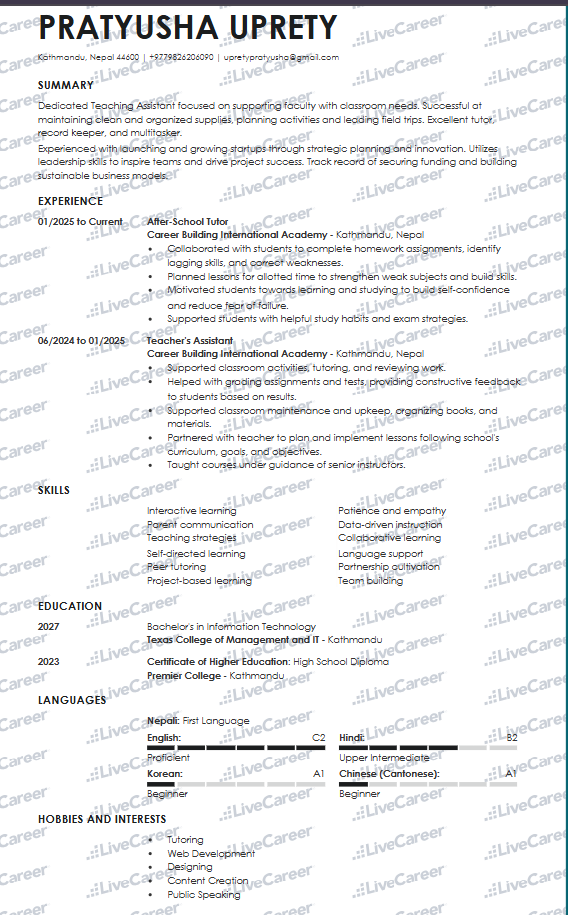 PRATYUSHA UPRETY
Kathmandu, Nepal 44600 | +9779826206090 | upretypratyusha@gmail.com
SUMMARY
Dedicated Teaching Assistant focused on supporting faculty with classroom needs. Successful at
maintaining clean and organized supplies, planning activities and leading field trips. Excellent tutor,
record keeper, and multitasker.
Experienced with launching and growing startups through strategic planning and innovation. Utilizes
leadership skills to inspire teams and drive project success. Track record of securing funding and building
sustainable business models.
EXPERIENCE
01/2025 to Current After-School Tutor
Career Building International Academy - Kathmandu, Nepal
• Collaborated with students to complete homework assignments, identify
lagging skills, and correct weaknesses.
• Planned lessons for allotted time to strengthen weak subjects and build skills.
• Motivated students towards learning and studying to build self-confidence
and reduce fear of failure.
• Supported students with helpful study habits and exam strategies.
06/2024 to 01/2025 Teacher's Assistant
Career Building International Academy - Kathmandu, Nepal
• Supported classroom activities, tutoring, and reviewing work.
• Helped with grading assignments and tests, providing constructive feedback
to students based on results.
• Supported classroom maintenance and upkeep, organizing books, and
materials.
• Partnered with teacher to plan and implement lessons following school's
curriculum, goals, and objectives.
• Taught courses under guidance of senior instructors.
SKILLS
Interactive learning Patience and empathy
Parent communication Data-driven instruction
Teaching strategies Collaborative learning
Self-directed learning Language support
Peer tutoring Partnership cultivation
Project-based learning Team building
EDUCATION
2027 Bachelor's in Information Technology
Texas College of Management and IT - Kathmandu
2023 Certificate of Higher Education: High School Diploma
Premier College - Kathmandu
LANGUAGES
Nepali: First Language
English: C2 Hindi: B2
Proficient Upper Intermediate
Korean: A1 Chinese (Cantonese): A1
Beginner Beginner
HOBBIES AND INTERESTS
• Tutoring
• Web Development
• Designing
• Content Creation
• Public Speaking
LiveCareer